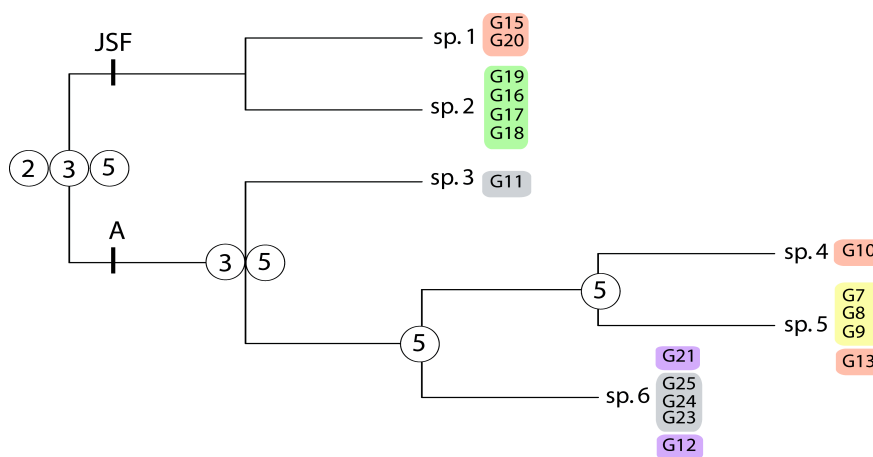 JSF
sp. 1
G15
G20
sp. 2
G19
G16
G17
G18
2 3 5
sp. 3
G11
A
3 5
sp. 4
G10
5
sp. 5
G7
G8
G9
G13
5
sp. 6
G21
G25
G24
G23
G12